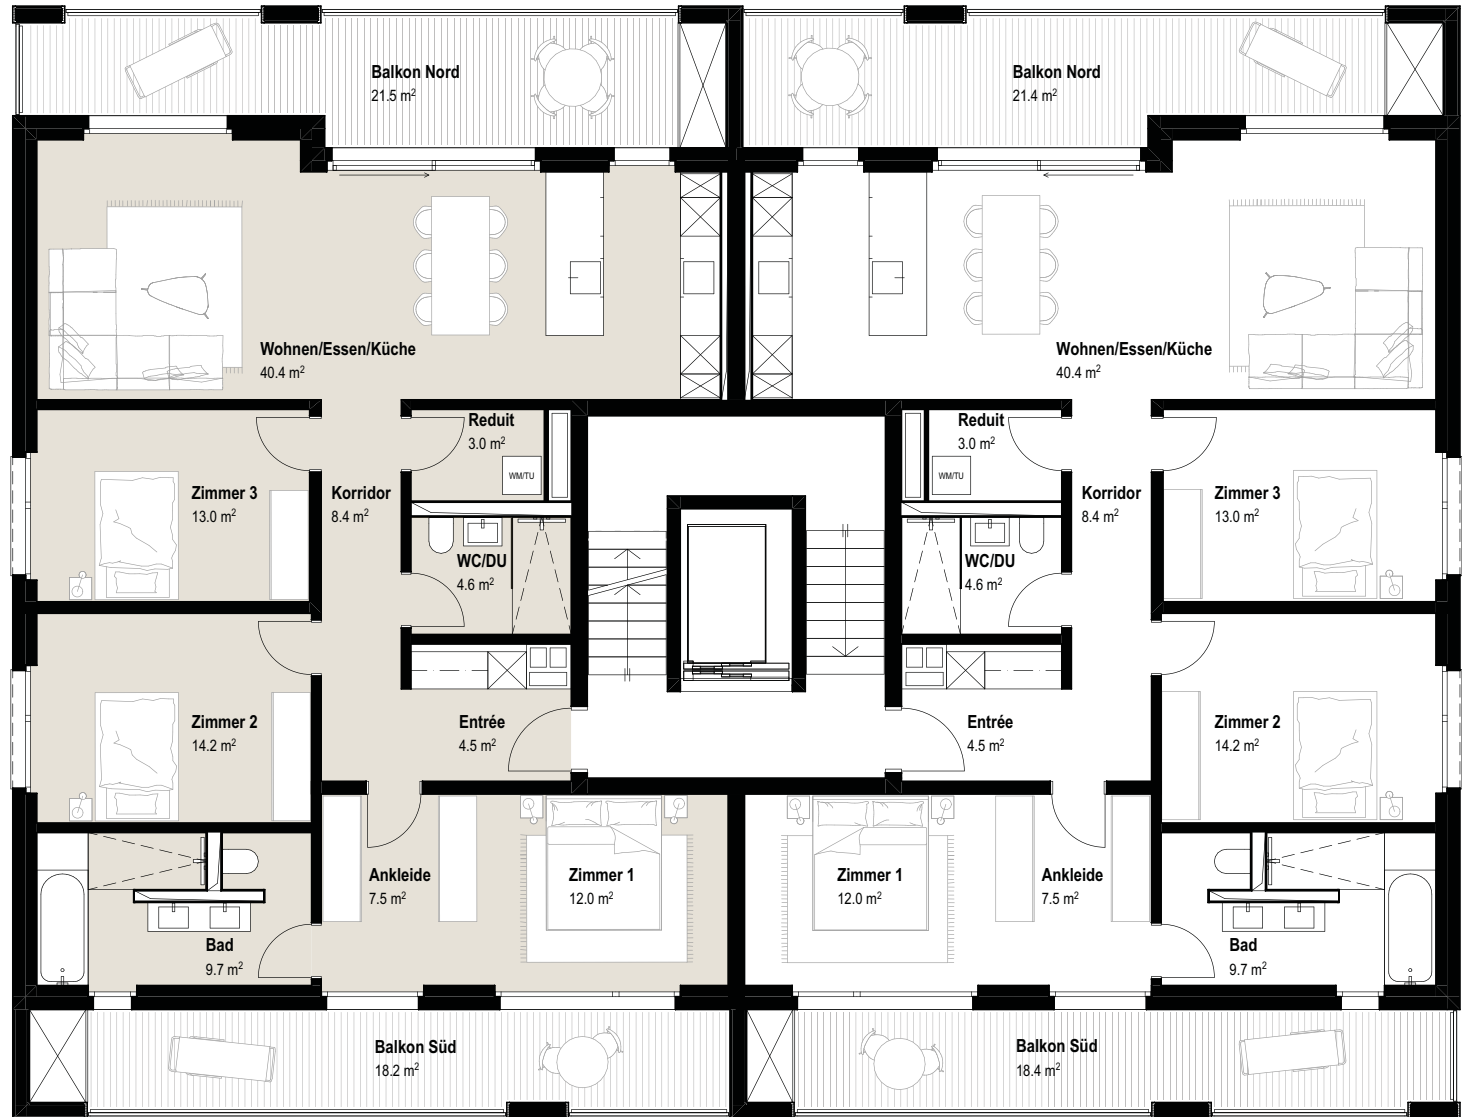 Balkon Nord
21.5 m²
Balkon Nord
21.4 m²
Wohnen/Essen/Küche
40.4 m²
Wohnen/Essen/Küche
40.4 m²
Reduit
3.0 m²
WM/TU
Reduit
3.0 m²
WM/TU
Zimmer 3
13.0 m²
Korridor
8.4 m²
Korridor
8.4 m²
Zimmer 3
13.0 m²
WC/DU
4.6 m²
WC/DU
4.6 m²
Zimmer 2
14.2 m²
Entrée
4.5 m²
Entrée
4.5 m²
Zimmer 2
14.2 m²
Ankleide
7.5 m²
Zimmer 1
12.0 m²
Zimmer 1
12.0 m²
Ankleide
7.5 m²
Bad
9.7 m²
Bad
9.7 m²
Balkon Süd
18.2 m²
Balkon Süd
18.4 m²